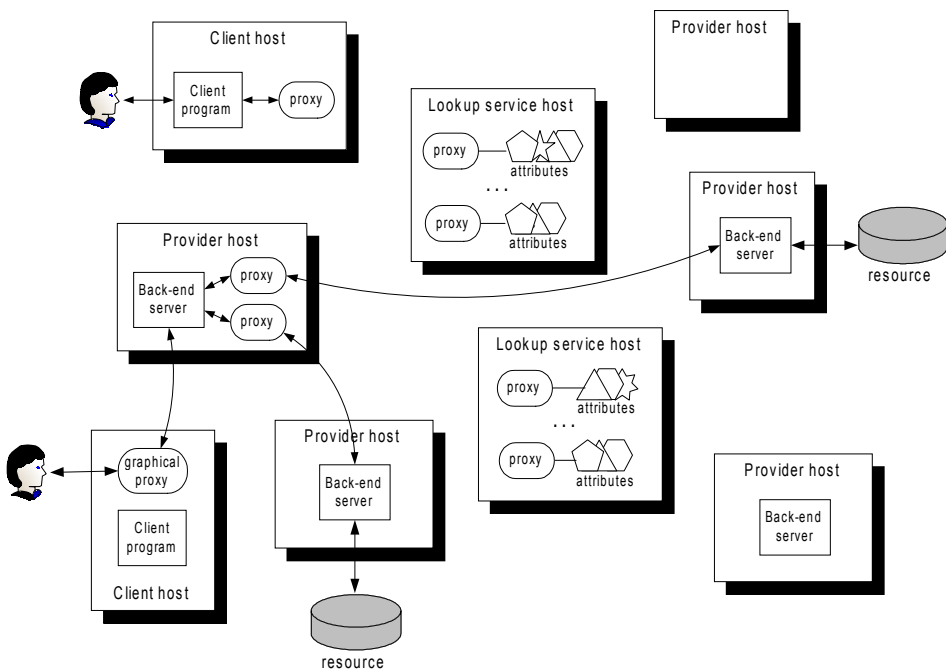 Client host
Client
program
proxy
Lookup service host
proxy
attributes
. . .
proxy
attributes
Provider host
Provider host
Back-end
server
resource
Provider host
Back-end
server
proxy
proxy
Lookup service host
proxy
attributes
. . .
proxy
attributes
graphical
proxy
Client
program
Client host
Provider host
Back-end
server
resource
Provider host
Back-end
server